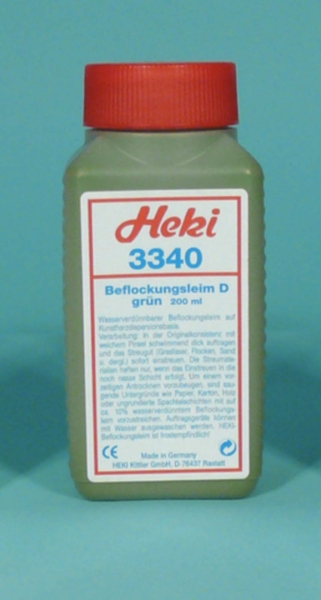 Heki
3340
Beflockungsleim D
grün 200 ml
Wasserverdünnbarer Beflockungsleim auf
Kunstharzdispersionsbasis.
Verarbeitung: In der Originalkonsistenz mit
weichem Pinsel schwimmend dick auftragen
und das Streugut (Grasfaser, Flocken, Sand
u. dergl.) sofort einstreuen. Die Streumate-
rialien haften nur, wenn das Einstreuen in die
noch nasse Schicht erfolgt. Um einem vor-
zeitigen Antrocknen vorzubeugen, sind sau-
gende Untergründe wie Papier, Karton, Holz
oder ungrundierte Spachtelschichten mit auf
ca. 10% wasserverdünntem Beflockungs-
leim vorzustreichen. Auftragsgeräte können
mit Wasser ausgewaschen werden. HEKI-
Beflockungsleim ist frostempfindlich!
CE Made in Germany
HEKI Kittler GmbH, D-76437 Rastatt